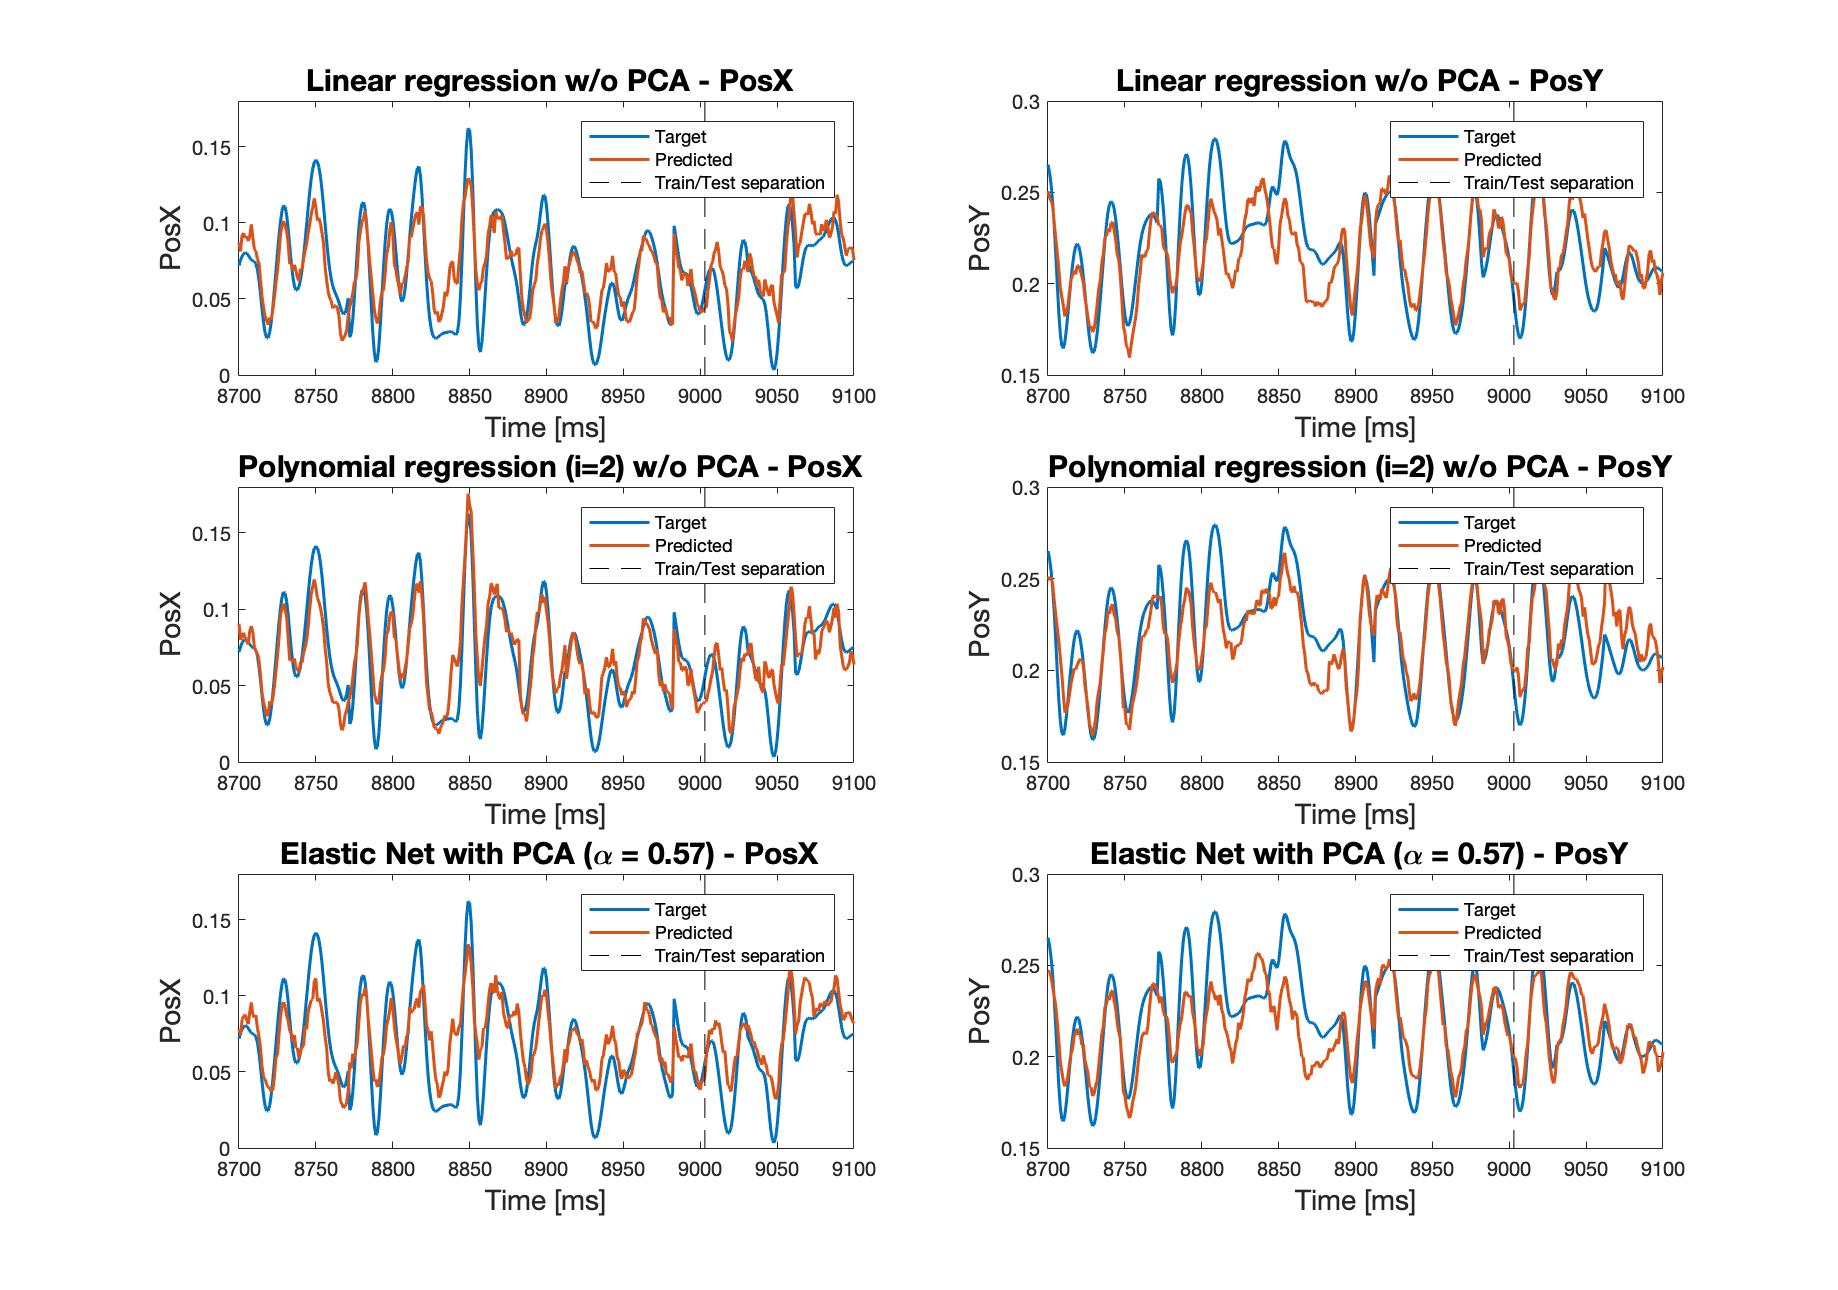 Linear regression w/o PCA - PosX
PosX
0.15
0.1
0.05
0
Target
Predicted
Train/Test separation
8700 8750 8800 8850 8900 8950 9000 9050 9100
Time [ms]
Linear regression w/o PCA - PosY
PosY
0.3
0.25
0.2
0.15
Target
Predicted
Train/Test separation
8700 8750 8800 8850 8900 8950 9000 9050 9100
Time [ms]
Polynomial regression (i=2) w/o PCA - PosX
PosX
0.15
0.1
0.05
0
Target
Predicted
Train/Test separation
8700 8750 8800 8850 8900 8950 9000 9050 9100
Time [ms]
Polynomial regression (i=2) w/o PCA - PosY
PosY
0.3
0.25
0.2
0.15
Target
Predicted
Train/Test separation
8700 8750 8800 8850 8900 8950 9000 9050 9100
Time [ms]
Elastic Net with PCA (α = 0.57) - PosX
PosX
0.15
0.1
0.05
0
Target
Predicted
Train/Test separation
8700 8750 8800 8850 8900 8950 9000 9050 9100
Time [ms]
Elastic Net with PCA (α = 0.57) - PosY
PosY
0.3
0.25
0.2
0.15
Target
Predicted
Train/Test separation
8700 8750 8800 8850 8900 8950 9000 9050 9100
Time [ms]